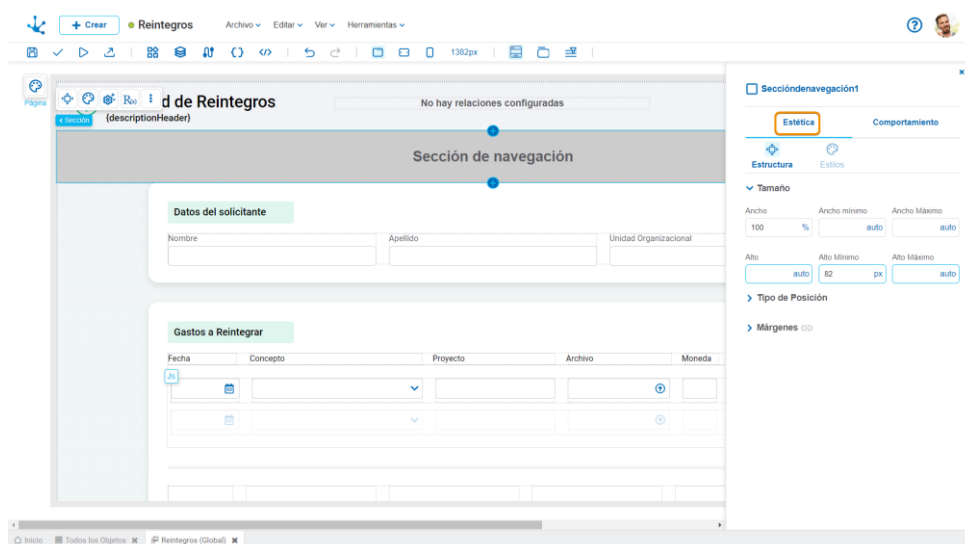 Crear
Reintegros
Archivo
Editar
Ver
Herramientas
1382px
Página
d de Reintegros
{descriptionHeader}
No hay relaciones configuradas
< Sección
Sección de navegación
Datos del solicitante
Nombre
Apellido
Unidad Organizacional
Gastos a Reintegrar
Fecha
Concepto
Proyecto
Archivo
Moneda
Js
Seccióndenavegación1
Estética
Comportamiento
Estructura
Estilos
Tamaño
Ancho
Ancho mínimo
Ancho Máximo
100 %
auto
auto
Alto
Alto Mínimo
Alto Máximo
auto
82 px
auto
Tipo de Posición
Márgenes
Inicio
Todos los Objetos
Reintegros (Global)